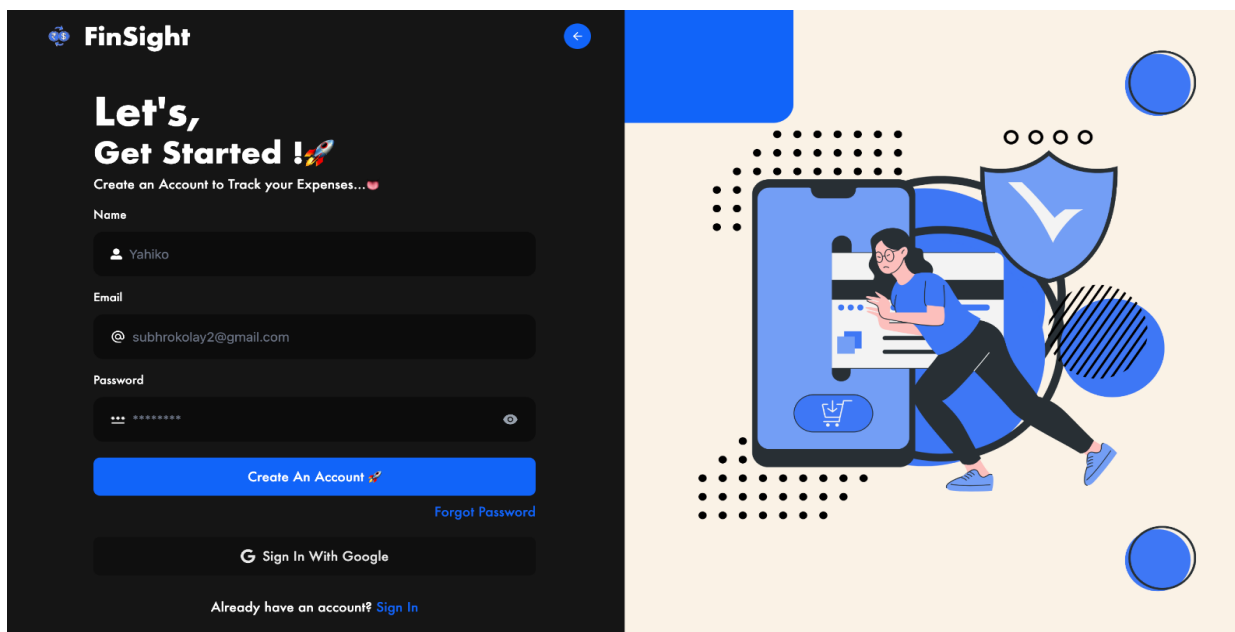 FinSight
Let's,
Get Started !🚀
Create an Account to Track your Expenses...👅
Name
Yahiko
Email
@ subhrokolay2@gmail.com
Password
********
Create An Account 🚀
Forgot Password
G Sign In With Google
Already have an account? Sign In